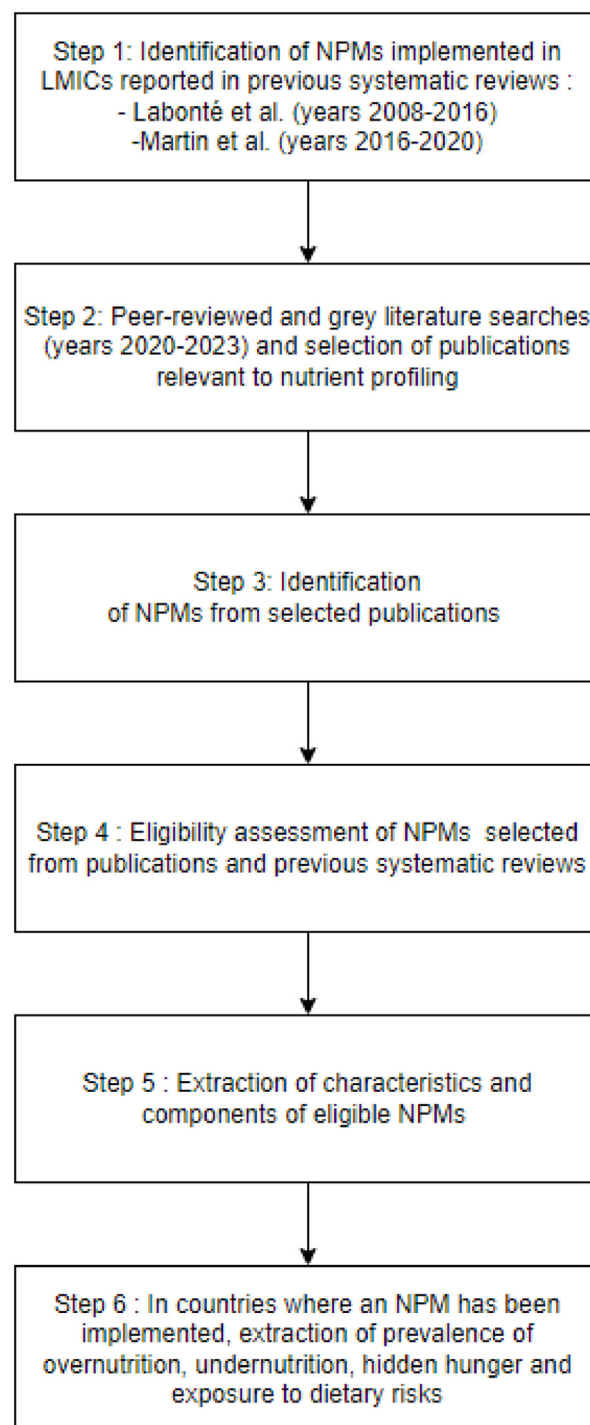 Step 1: Identification of NPMs implemented in
LMICs reported in previous systematic reviews :
- Labonté et al. (years 2008-2016)
-Martin et al. (years 2016-2020)
Step 2: Peer-reviewed and grey literature searches
(years 2020-2023) and selection of publications
relevant to nutrient profiling
Step 3: Identification
of NPMs from selected publications
Step 4 : Eligibility assessment of NPMs selected
from publications and previous systematic reviews
Step 5 : Extraction of characteristics and
components of eligible NPMs
Step 6 : In countries where an NPM has been
implemented, extraction of prevalence of
overnutrition, undernutrition, hidden hunger and
exposure to dietary risks